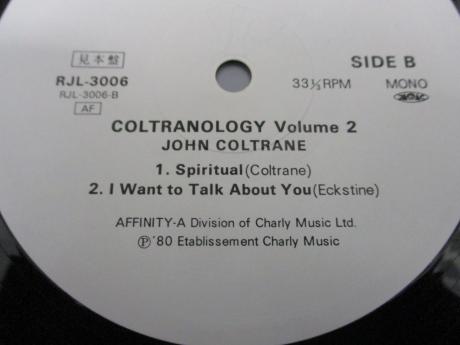 見本盤
SIDE B
RJL-3006
33⅓RPM MONO
RJL-3006-B
AF
COLTRANOLOGY Volume 2
JOHN COLTRANE
1. Spiritual(Coltrane)
2. I Want to Talk About You(Eckstine)
AFFINITY-A Division of Charly Music Ltd.
Ⓟ'80 Etablissement Charly Music